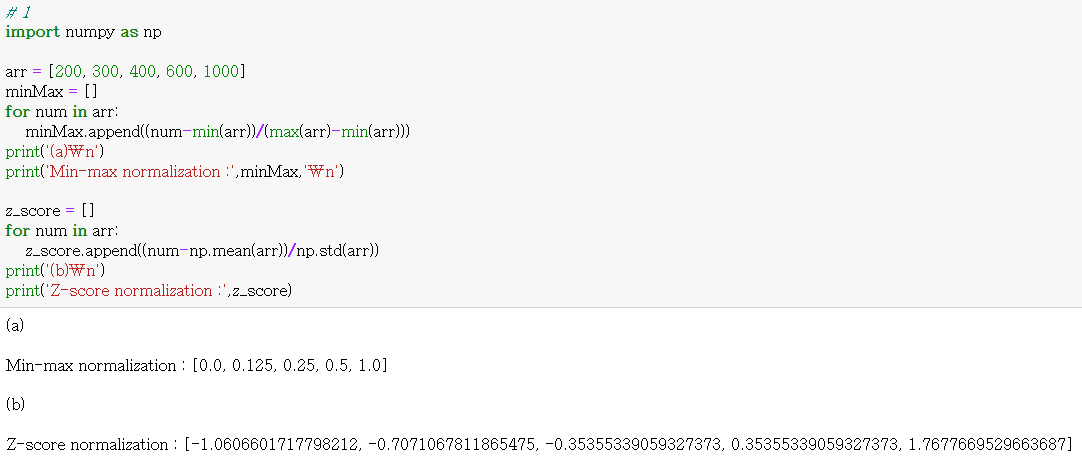 # 1
import numpy as np
arr = [200, 300, 400, 600, 1000]
minMax = []
for num in arr:
minMax.append((num-min(arr))/(max(arr)-min(arr)))
print('(a)₩n')
print('Min-max normalization :',minMax,'₩n')
z_score = []
for num in arr:
z_score.append((num-np.mean(arr))/np.std(arr))
print('(b)₩n')
print('Z-score normalization :',z_score)
(a)
Min-max normalization : [0.0, 0.125, 0.25, 0.5, 1.0]
(b)
Z-score normalization : [-1.0606601717798212, -0.7071067811865475, -0.35355339059327373, 0.35355339059327373, 1.7677669529663687]